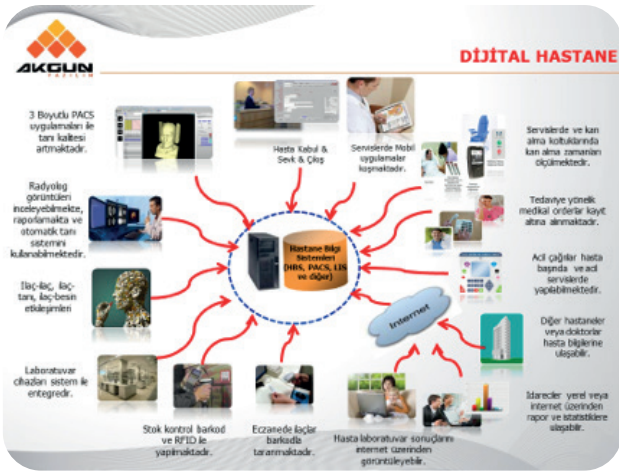 AKGUN
YAZILIM
DİJİTAL HASTANE
3 Boyutlu PACS
uygulamaları ile
tanı kalitesi
artmaktadır.
Hasta Kabul &
Sevk & Çıkış
Servislerde Mobil
uygulamalar
koşmaktadır.
Servislerde ve kan
alma koltuklarında
kan alma zamanları
ölçülmektedir.
Radyolog
görüntüleri
inceleyebilmekte,
raporlamakta ve
otomatik tanı
sistemini
kullanabilmektedir.
Tedaviye yönelik
medikal orderlar kayıt
altına alınmaktadır.
Hastane Bilgi
Sistemleri
(HBS, PACS, LIS
ve diğer)
Acil çağrılar hasta
başında ve acil
servislerde
yapılabilmektedir.
İlaç-ilaç, ilaç-
tanı, ilaç-besin
etkileşimleri
Internet
Diğer hastaneler
veya doktorlar
hasta bilgilerine
ulaşabilir.
Laboratuvar
cihazları sistem ile
entegredir.
İdareciler yerel veya
internet üzerinden
rapor ve istatistiklere
ulaşabilir.
Stok kontrol barkod
ve RFID ile
yapılmaktadır.
Eczanede ilaçlar
barkodla
taranmaktadır.
Hasta laboratuvar sonuçlarını
internet üzerinden
görüntüleyebilir.